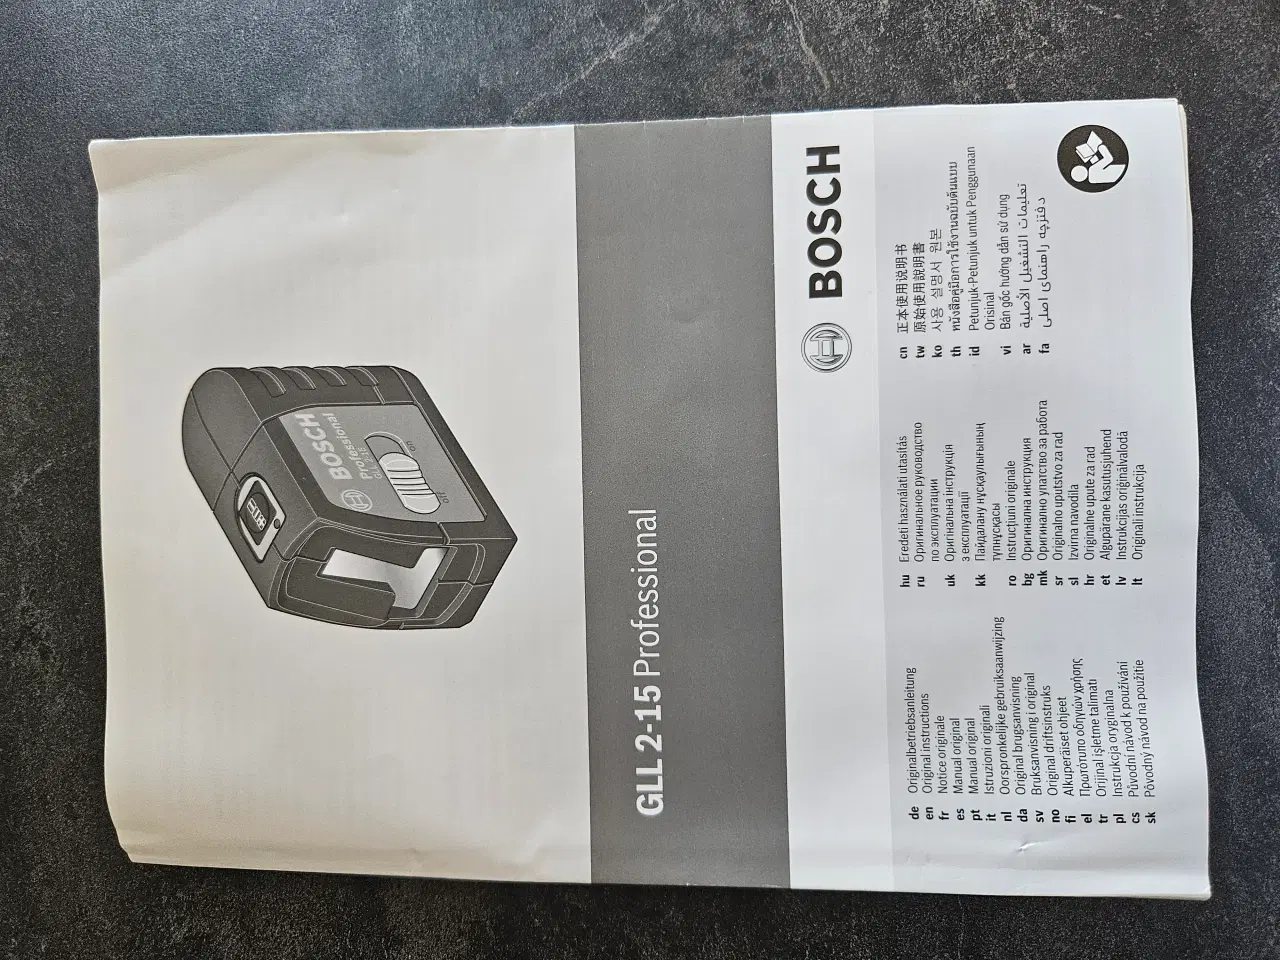 BOSCH
Professional
GLL 2-15
off
on
GLL 2-15 Professional
BOSCH
de Originalbetriebsanleitung
en Original instructions
fr Notice originale
es Manual original
pt Manual original
it Istruzioni originali
nl Oorspronkelijke gebruiksaanwijzing
da Original brugsanvisning
sv Bruksanvisning i original
no Original driftsinstruks
fi Alkuperäiset ohjeet
el Πρωτότυπο οδηγιών χρήσης
tr Orijinal işletme talimatı
pl Instrukcja oryginalna
cs Původní návod k používání
sk Pôvodný návod na použitie
hu Eredeti használati utasítás
ru Оригинальное руководство
по эксплуатации
uk Оригінальна інструкція
з експлуатації
kk Пайдалану нұсқаулығының
түпнұсқасы
ro Instrucțiuni originale
bg Оригинална инструкция
mk Оригинално упатство за работа
sr Originalno uputstvo za rad
sl Izvirna navodila
hr Originalne upute za rad
et Algupärane kasutusjuhend
lv Instrukcijas oriģinālvalodā
lt Originali instrukcija
cn 正本使用说明书
tw 原始使用說明書
ko 사용 설명서 원본
th หนังสือคู่มือการใช้งานฉบับต้นแบบ
id Petunjuk-Petunjuk untuk Penggunaan
Orisinal
vi Bản gốc hướng dẫn sử dụng
ar تعليمات التشغيل الأصلية
fa دفترچه راهنمای اصلی